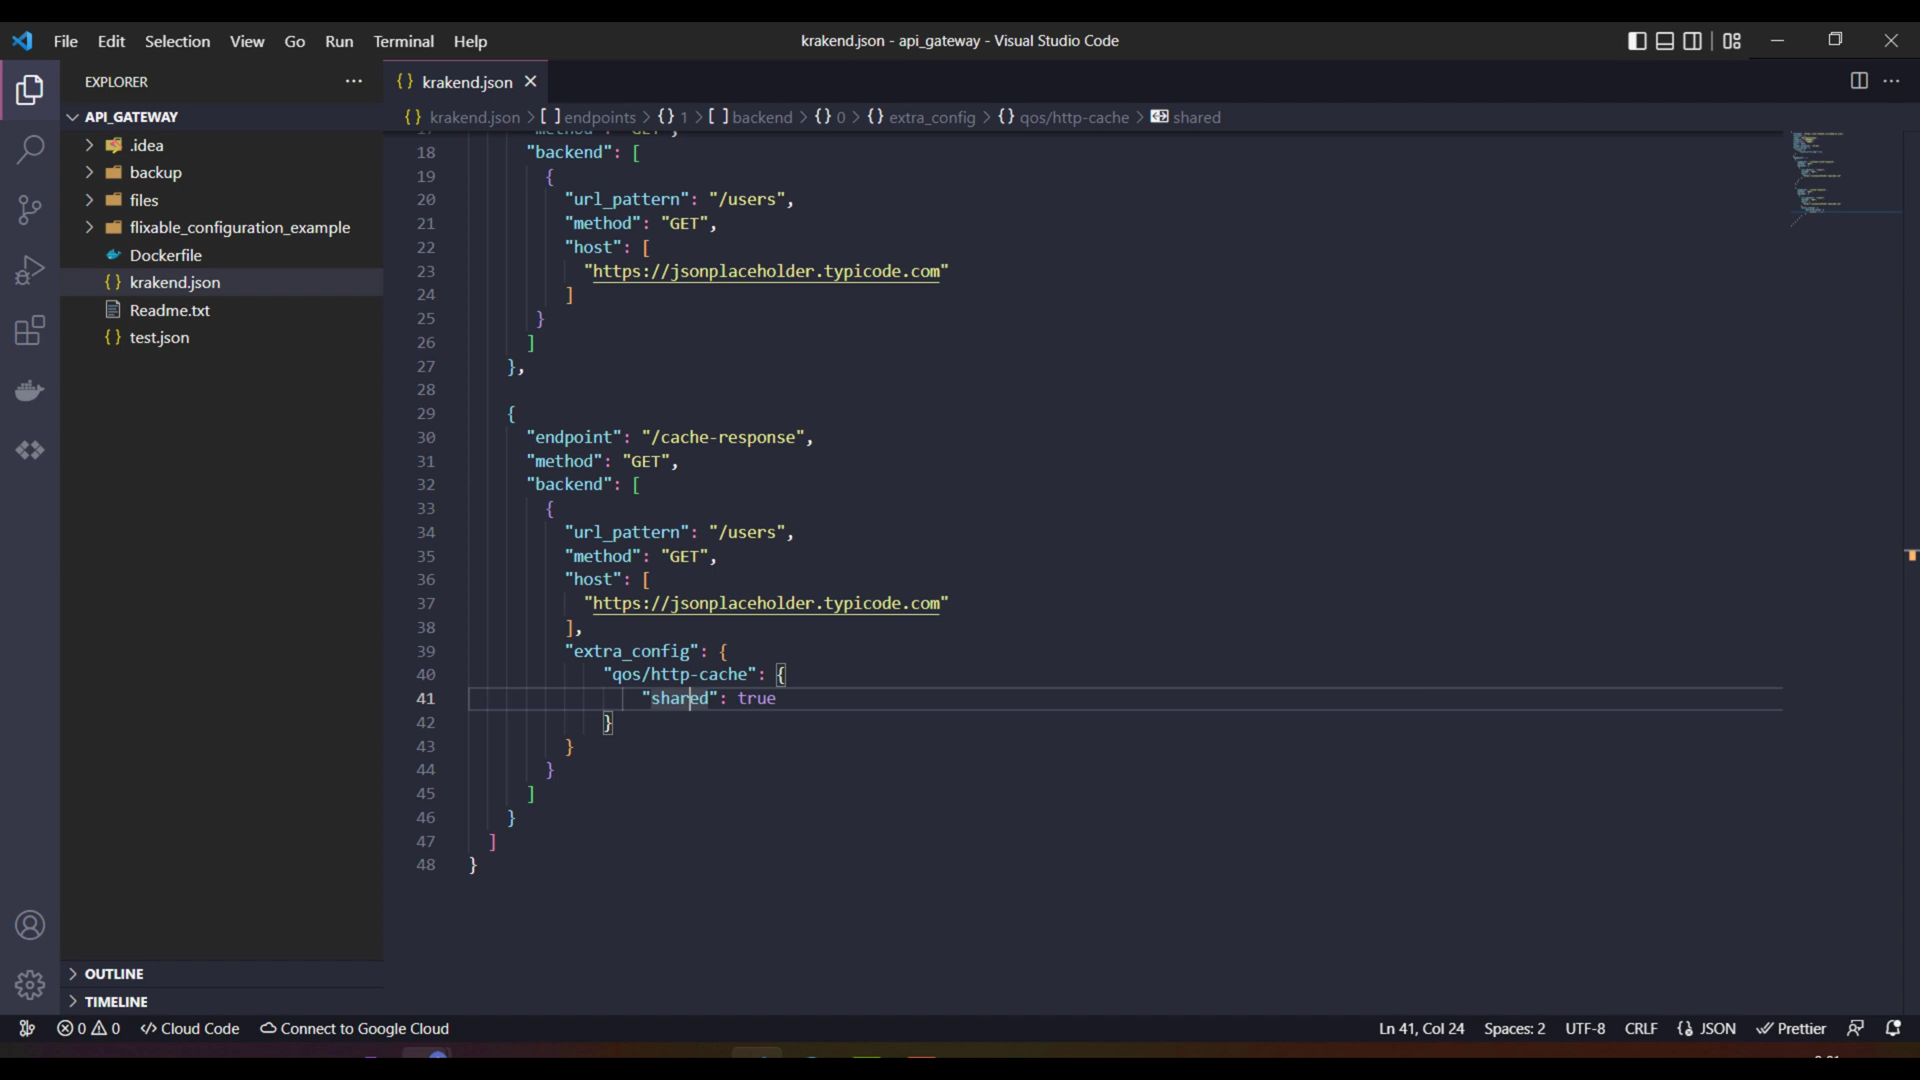 File Edit Selection View Go Run Terminal Help
krakend.json - api_gateway - Visual Studio Code
EXPLORER
API_GATEWAY
.idea
backup
files
flixable_configuration_example
Dockerfile
krakend.json
Readme.txt
test.json
OUTLINE
TIMELINE
{} krakend.json
{} krakend.json > [ ] endpoints > {} 1 > [ ] backend > {} 0 > {} extra_config > {} qos/http-cache > shared
18 "backend": [
19 {
20 "url_pattern": "/users",
21 "method": "GET",
22 "host": [
23 "https://jsonplaceholder.typicode.com"
24 ]
25 }
26 ]
27 },
28
29 {
30 "endpoint": "/cache-response",
31 "method": "GET",
32 "backend": [
33 {
34 "url_pattern": "/users",
35 "method": "GET",
36 "host": [
37 "https://jsonplaceholder.typicode.com"
38 ],
39 "extra_config": {
40 "qos/http-cache": {
41 "shared": true
42 }
43 }
44 }
45 ]
46 }
47 ]
48 }
0 0 Cloud Code Connect to Google Cloud
Ln 41, Col 24 Spaces: 2 UTF-8 CRLF {} JSON Prettier